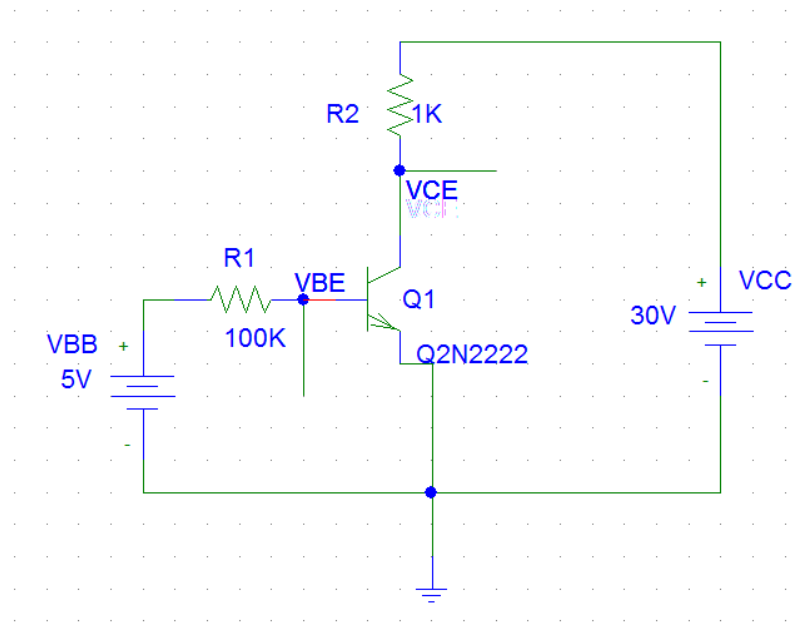 R2
1K
VCE
R1
VBE
VCC
Q1
30V
100K
VBB
5V
Q2N2222
+
-
+
-